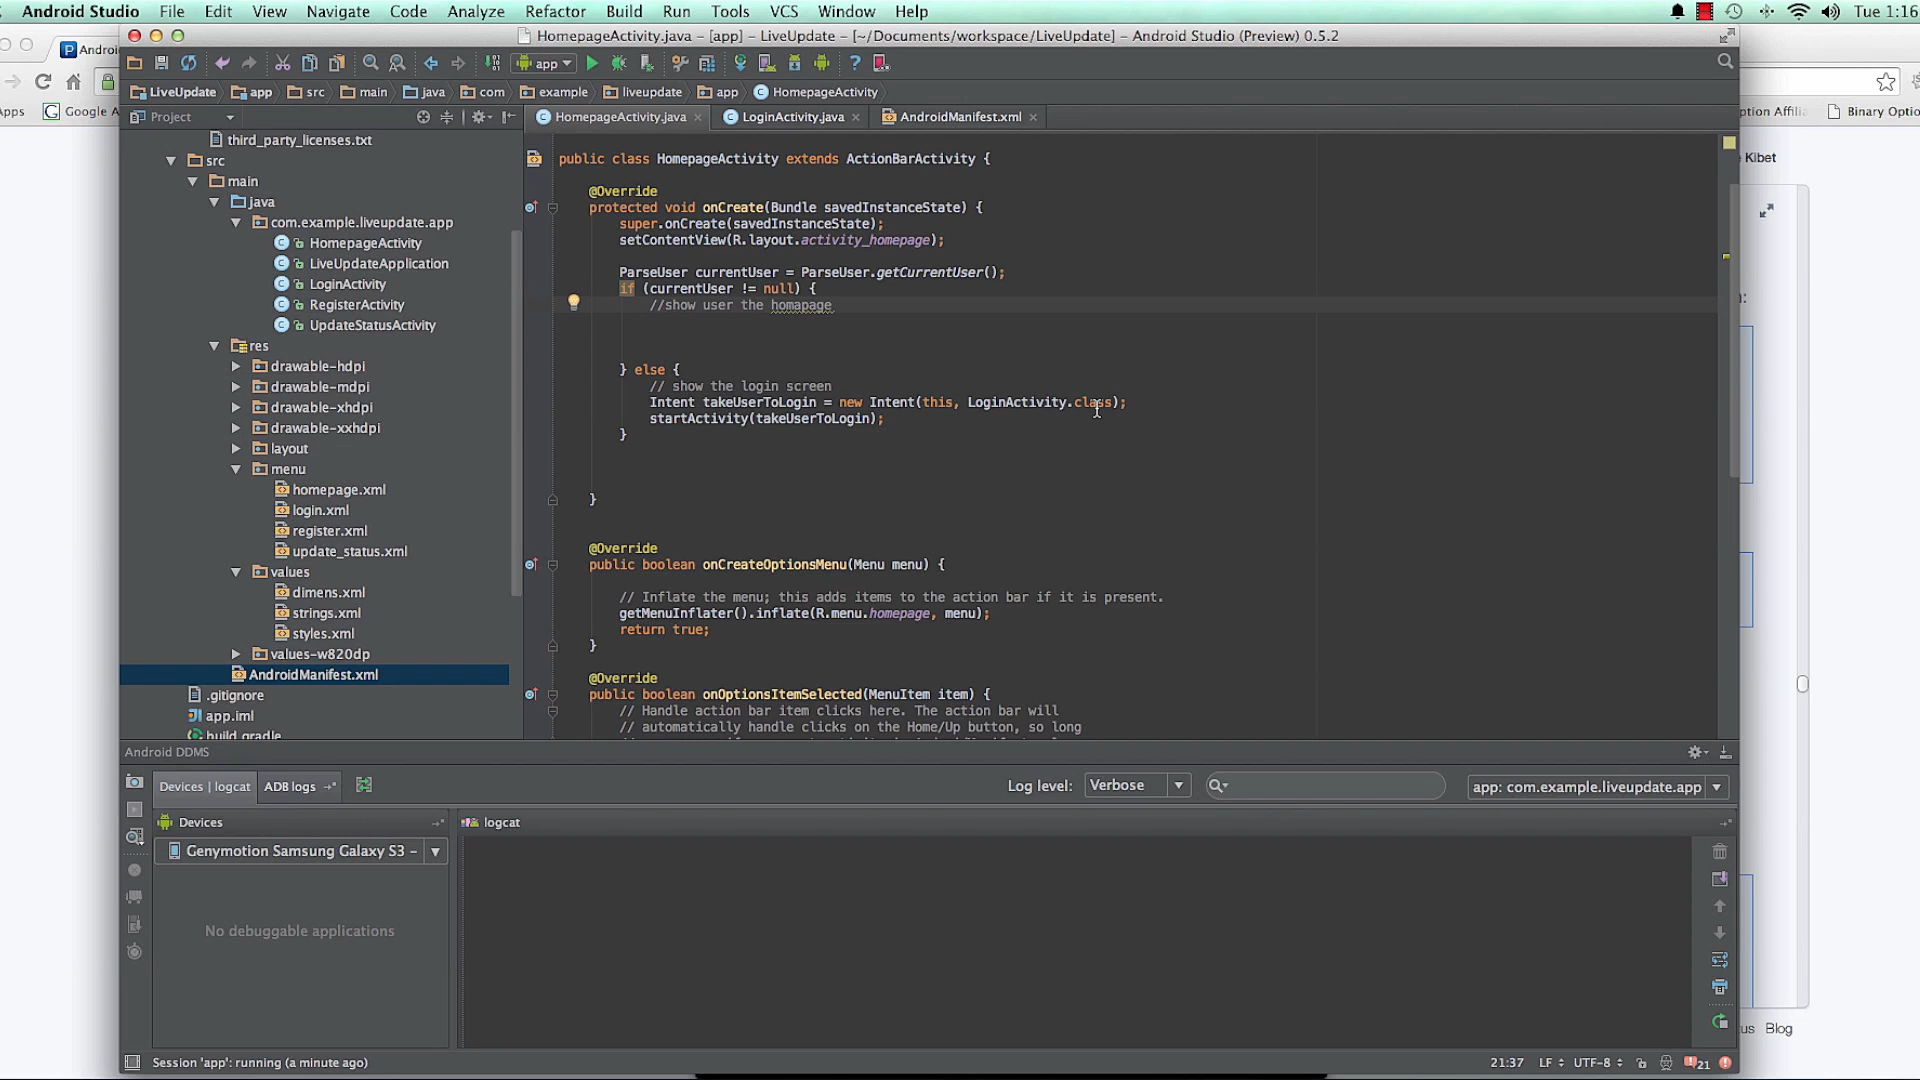 Android Studio File Edit View Navigate Code Analyze Refactor Build Run Tools VCS Window Help Tue 1:16
HomepageActivity.java – [app] – LiveUpdate – [~/Documents/workspace/LiveUpdate] – Android Studio (Preview) 0.5.2
Andro
app
Apps
Google A
ption Affilia
Binary Optio
LiveUpdate app src main java com example liveupdate app HomepageActivity
Project
HomepageActivity.java LoginActivity.java AndroidManifest.xml
e Kibet
third_party_licenses.txt
src
main
java
com.example.liveupdate.app
HomepageActivity
LiveUpdateApplication
LoginActivity
RegisterActivity
UpdateStatusActivity
res
drawable-hdpi
drawable-mdpi
drawable-xhdpi
drawable-xxhdpi
layout
menu
homepage.xml
login.xml
register.xml
update_status.xml
values
dimens.xml
strings.xml
styles.xml
values-w820dp
AndroidManifest.xml
.gitignore
app.iml
build.gradle
public class HomepageActivity extends ActionBarActivity {
@Override
protected void onCreate(Bundle savedInstanceState) {
super.onCreate(savedInstanceState);
setContentView(R.layout.activity_homepage);
ParseUser currentUser = ParseUser.getCurrentUser();
if (currentUser != null) {
//show user the homapage
} else {
// show the login screen
Intent takeUserToLogin = new Intent(this, LoginActivity.class);
startActivity(takeUserToLogin);
}
}
@Override
public boolean onCreateOptionsMenu(Menu menu) {
// Inflate the menu; this adds items to the action bar if it is present.
getMenuInflater().inflate(R.menu.homepage, menu);
return true;
}
@Override
public boolean onOptionsItemSelected(MenuItem item) {
// Handle action bar item clicks here. The action bar will
// automatically handle clicks on the Home/Up button, so long
Android DDMS
Devices | logcat ADB logs Log level: Verbose app: com.example.liveupdate.app
Devices
logcat
Genymotion Samsung Galaxy S3 –
No debuggable applications
tus Blog
Session 'app': running (a minute ago)
21:37 LF UTF-8 21